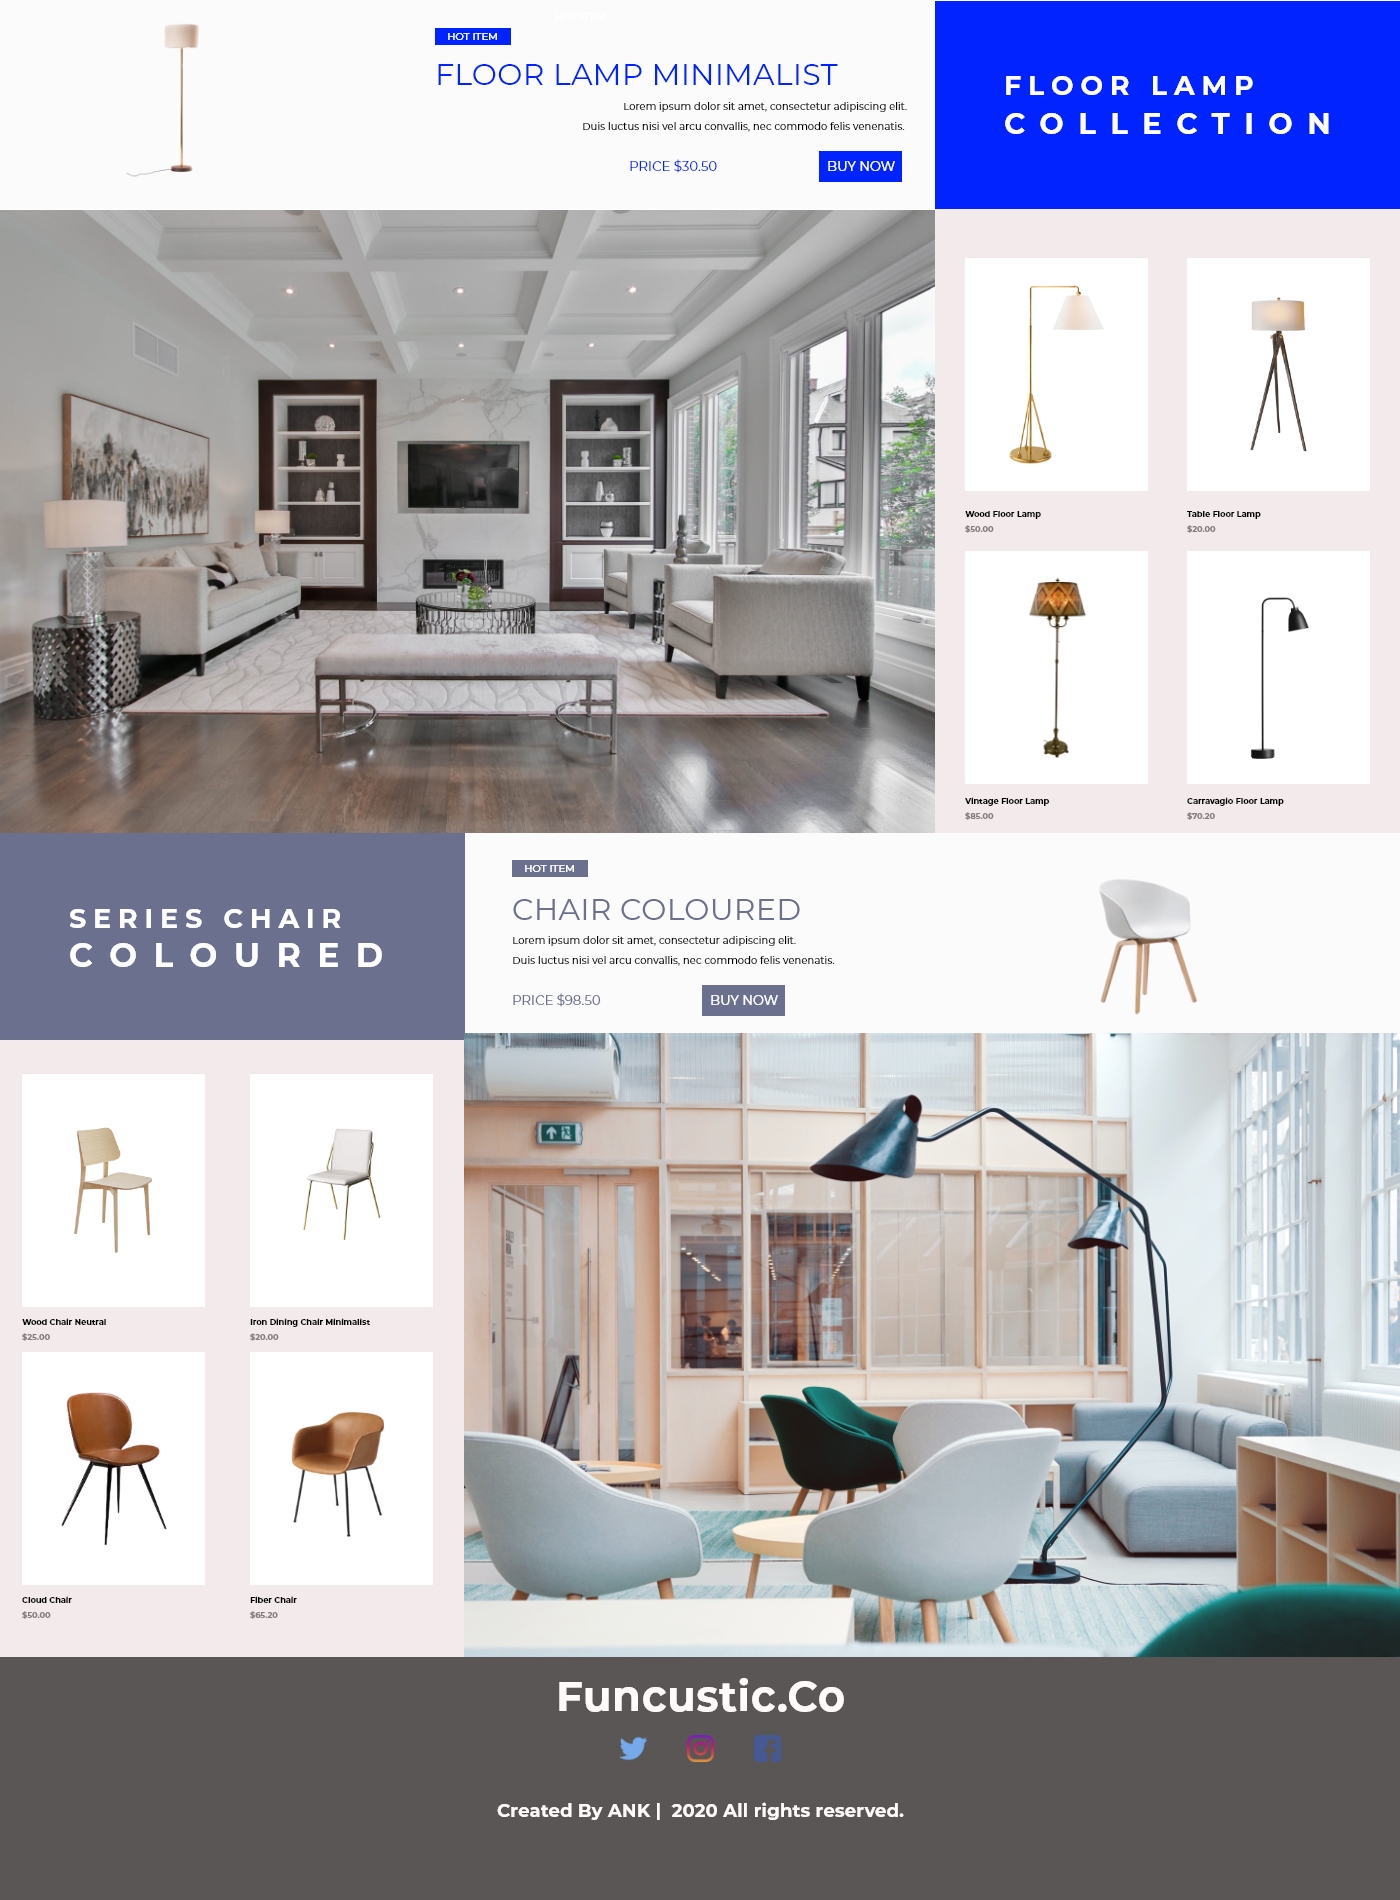 HOT ITEM
FLOOR LAMP MINIMALIST
Lorem ipsum dolor sit amet, consectetur adipiscing elit.
Duis luctus nisi vel arcu convallis, nec commodo felis venenatis.
PRICE $30.50
BUY NOW
FLOOR LAMP
COLLECTION
Wood Floor Lamp
$50.00
Table Floor Lamp
$20.00
Vintage Floor Lamp
$85.00
Carravagio Floor Lamp
$70.20
SERIES CHAIR
COLOURED
HOT ITEM
CHAIR COLOURED
Lorem ipsum dolor sit amet, consectetur adipiscing elit.
Duis luctus nisi vel arcu convallis, nec commodo felis venenatis.
PRICE $98.50
BUY NOW
Wood Chair Neutral
$25.00
Iron Dining Chair Minimalist
$20.00
Cloud Chair
$50.00
Fiber Chair
$65.20
Funcustic.Co
Created By ANK | 2020 All rights reserved.